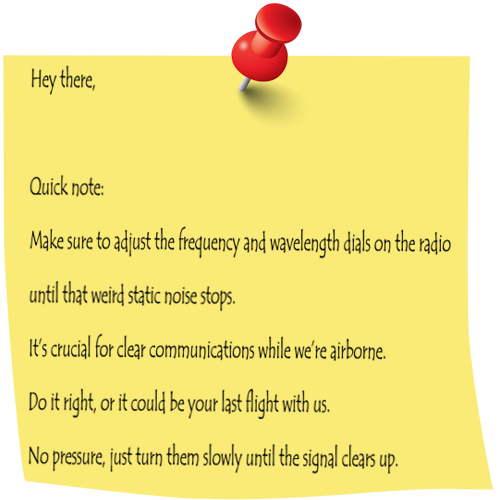 Hey there,
Quick note:
Make sure to adjust the frequency and wavelength dials on the radio
until that weird static noise stops.
It's crucial for clear communications while we're airborne.
Do it right, or it could be your last flight with us.
No pressure, just turn them slowly until the signal clears up.